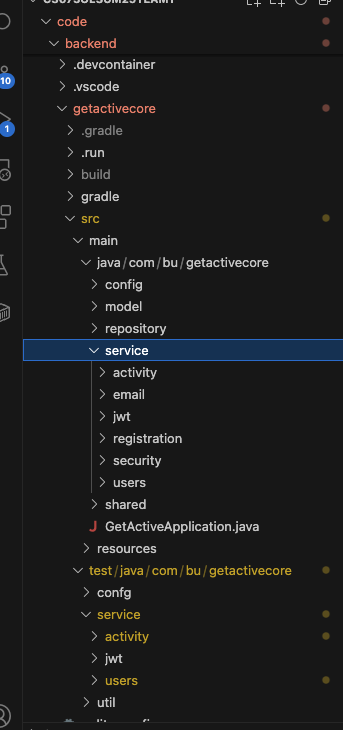 code
backend
.devcontainer
.vscode
getactivecore
.gradle
.run
build
gradle
src
main
java/com/bu/getactivecore
config
model
repository
service
activity
email
jwt
registration
security
users
shared
J GetActiveApplication.java
resources
test/java/com/bu/getactivecore
confg
service
activity
jwt
users
util
10
1